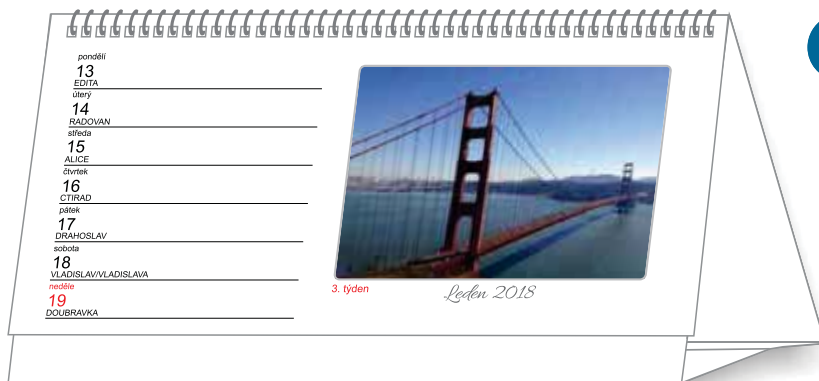 pondělí
13
EDITA
úterý
14
RADOVAN
středa
15
ALICE
čtvrtek
16
CTIRAD
pátek
17
DRAHOSLAV
sobota
18
VLADISLAV/VLADISLAVA
neděle
19
DOUBRAVKA
3. týden
Leden 2018